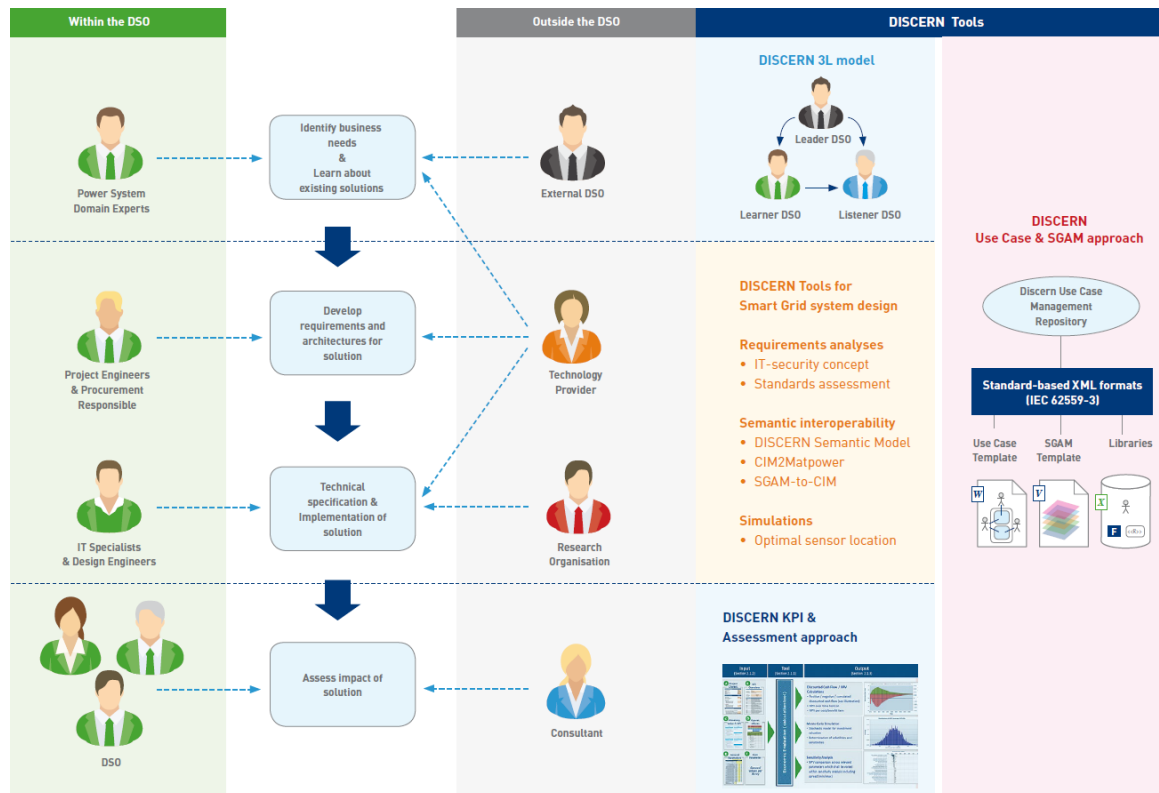 Within the DSO
Outside the DSO
DISCERN Tools
DISCERN 3L model
Leader DSO
Learner DSO
Listener DSO
Power System
Domain Experts
Identify business
needs
&
Learn about
existing solutions
External DSO
DISCERN
Use Case & SGAM approach
Discern Use Case
Management
Repository
Standard-based XML formats
(IEC 62559-3)
Use Case
Template
SGAM
Template
Libraries
W
V
X
F
Project Engineers
& Procurement
Responsible
Develop
requirements and
architectures for
solution
Technology
Provider
DISCERN Tools for
Smart Grid system design
Requirements analyses
• IT-security concept
• Standards assessment
Semantic interoperability
• DISCERN Semantic Model
• CIM2Matpower
• SGAM-to-CIM
Simulations
• Optimal sensor location
IT Specialists
& Design Engineers
Technical
specification &
Implementation of
solution
Research
Organisation
DSO
Assess impact of
solution
Consultant
DISCERN KPI &
Assessment approach
Input
Tool
Output